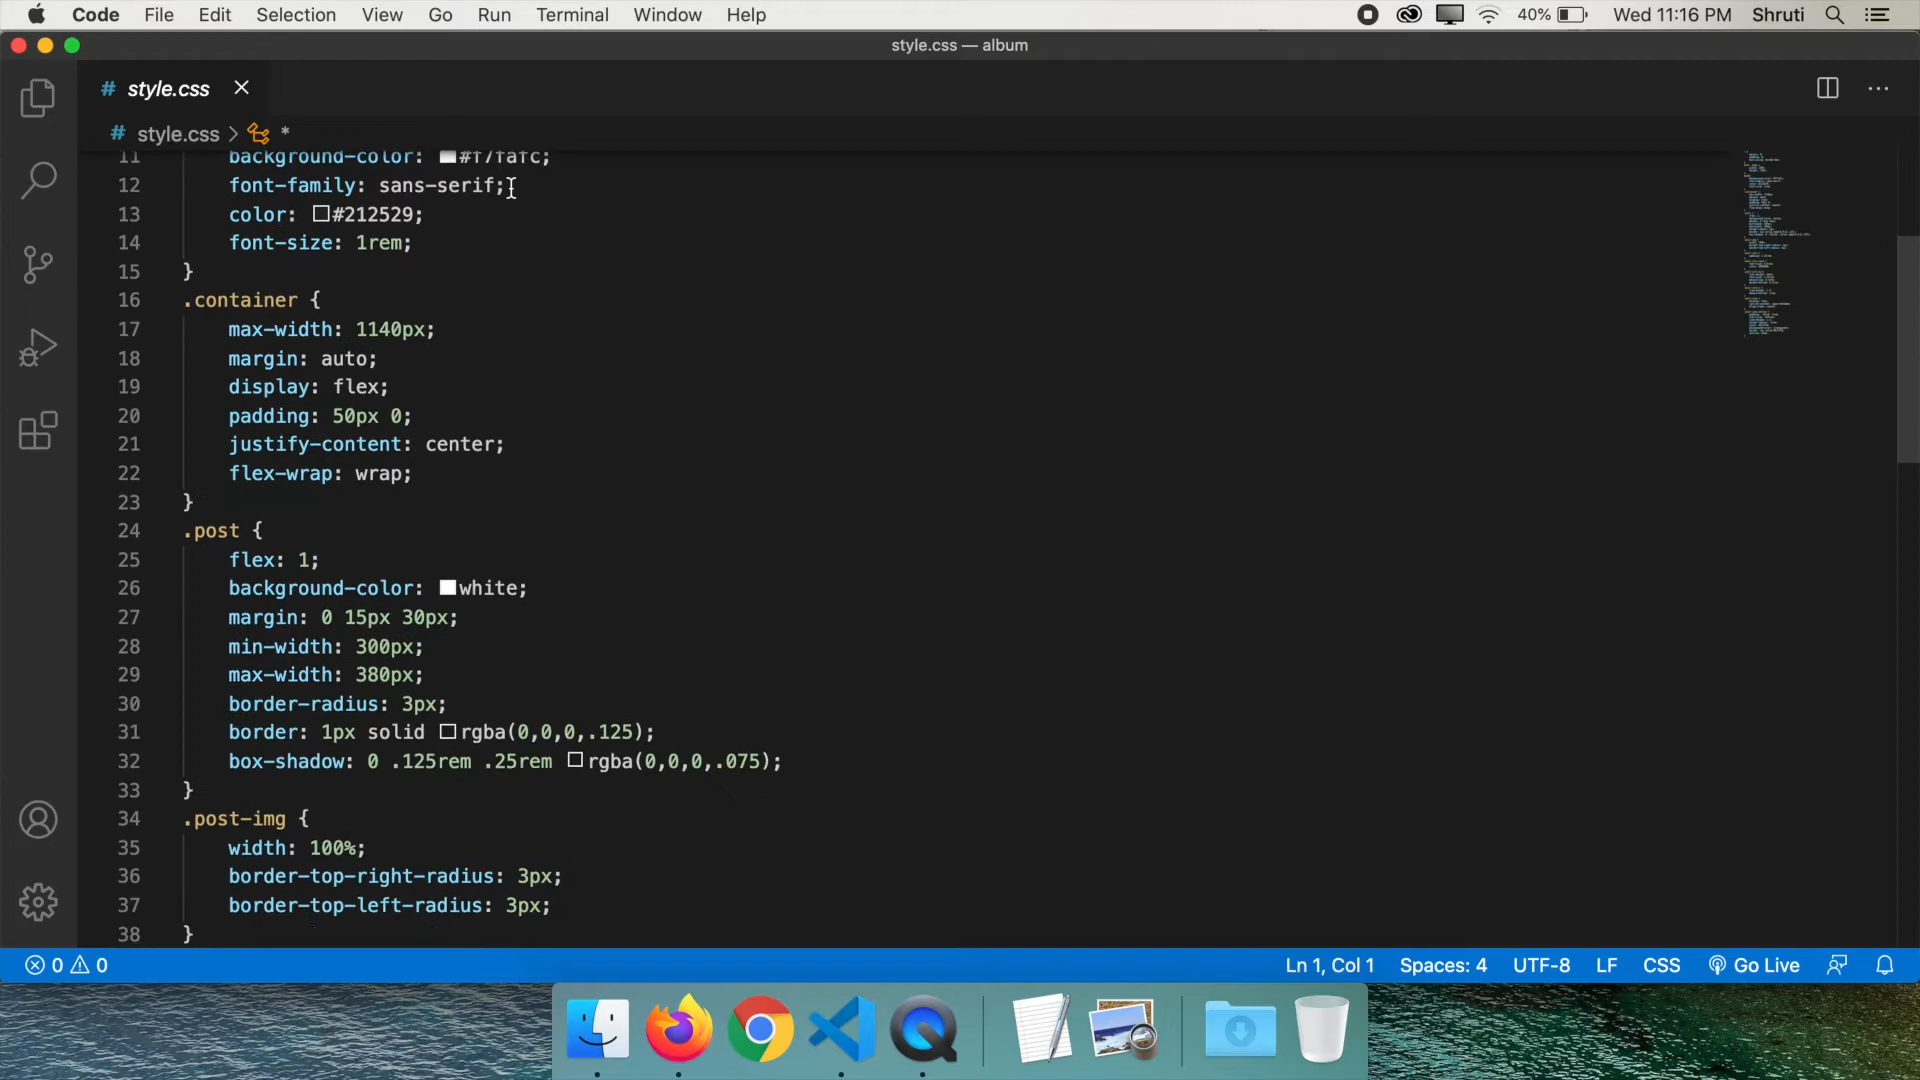 Code File Edit Selection View Go Run Terminal Window Help 40% Wed 11:16 PM Shruti
style.css — album
# style.css
# style.css > *
11 background-color: #f7fafc;
12 font-family: sans-serif;
13 color: #212529;
14 font-size: 1rem;
15 }
16 .container {
17 max-width: 1140px;
18 margin: auto;
19 display: flex;
20 padding: 50px 0;
21 justify-content: center;
22 flex-wrap: wrap;
23 }
24 .post {
25 flex: 1;
26 background-color: white;
27 margin: 0 15px 30px;
28 min-width: 300px;
29 max-width: 380px;
30 border-radius: 3px;
31 border: 1px solid rgba(0,0,0,.125);
32 box-shadow: 0 .125rem .25rem rgba(0,0,0,.075);
33 }
34 .post-img {
35 width: 100%;
36 border-top-right-radius: 3px;
37 border-top-left-radius: 3px;
38 }
0 0 Ln 1, Col 1 Spaces: 4 UTF-8 LF CSS Go Live